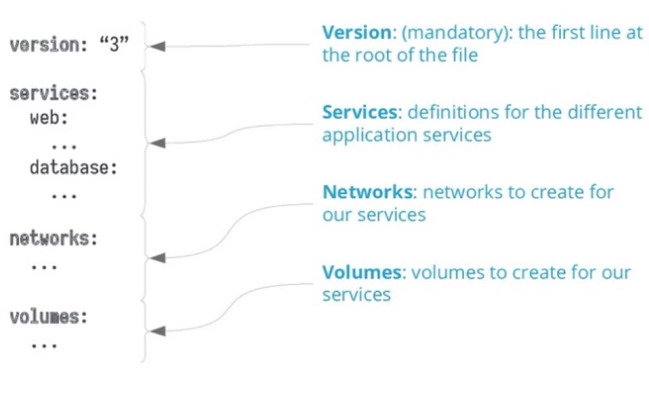 version: “3”
services:
web:
...
database:
...
networks:
...
volumes:
...
Version: (mandatory): the first line at
the root of the file
Services: definitions for the different
application services
Networks: networks to create for
our services
Volumes: volumes to create for our
services